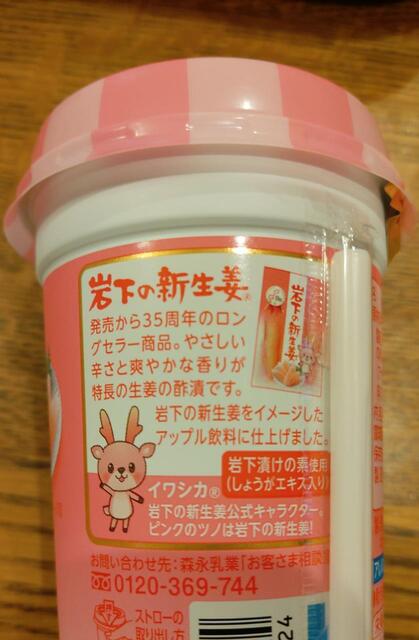 岩下の新生姜®
発売から35周年のロン
グセラー商品。やさしい
辛さと爽やかな香りが
特長の生姜の酢漬です。
岩下の新生姜
岩下の新生姜をイメージした
アップル飲料に仕上げました。
岩下漬けの素使用
(しょうがエキス入り)
イワシカ®
岩下の新生姜公式キャラクター。
ピンクのツノは岩下の新生姜!
お問い合わせ先:森永乳業「お客さま相談
0120-369-744
ストローの
取り出し方
24